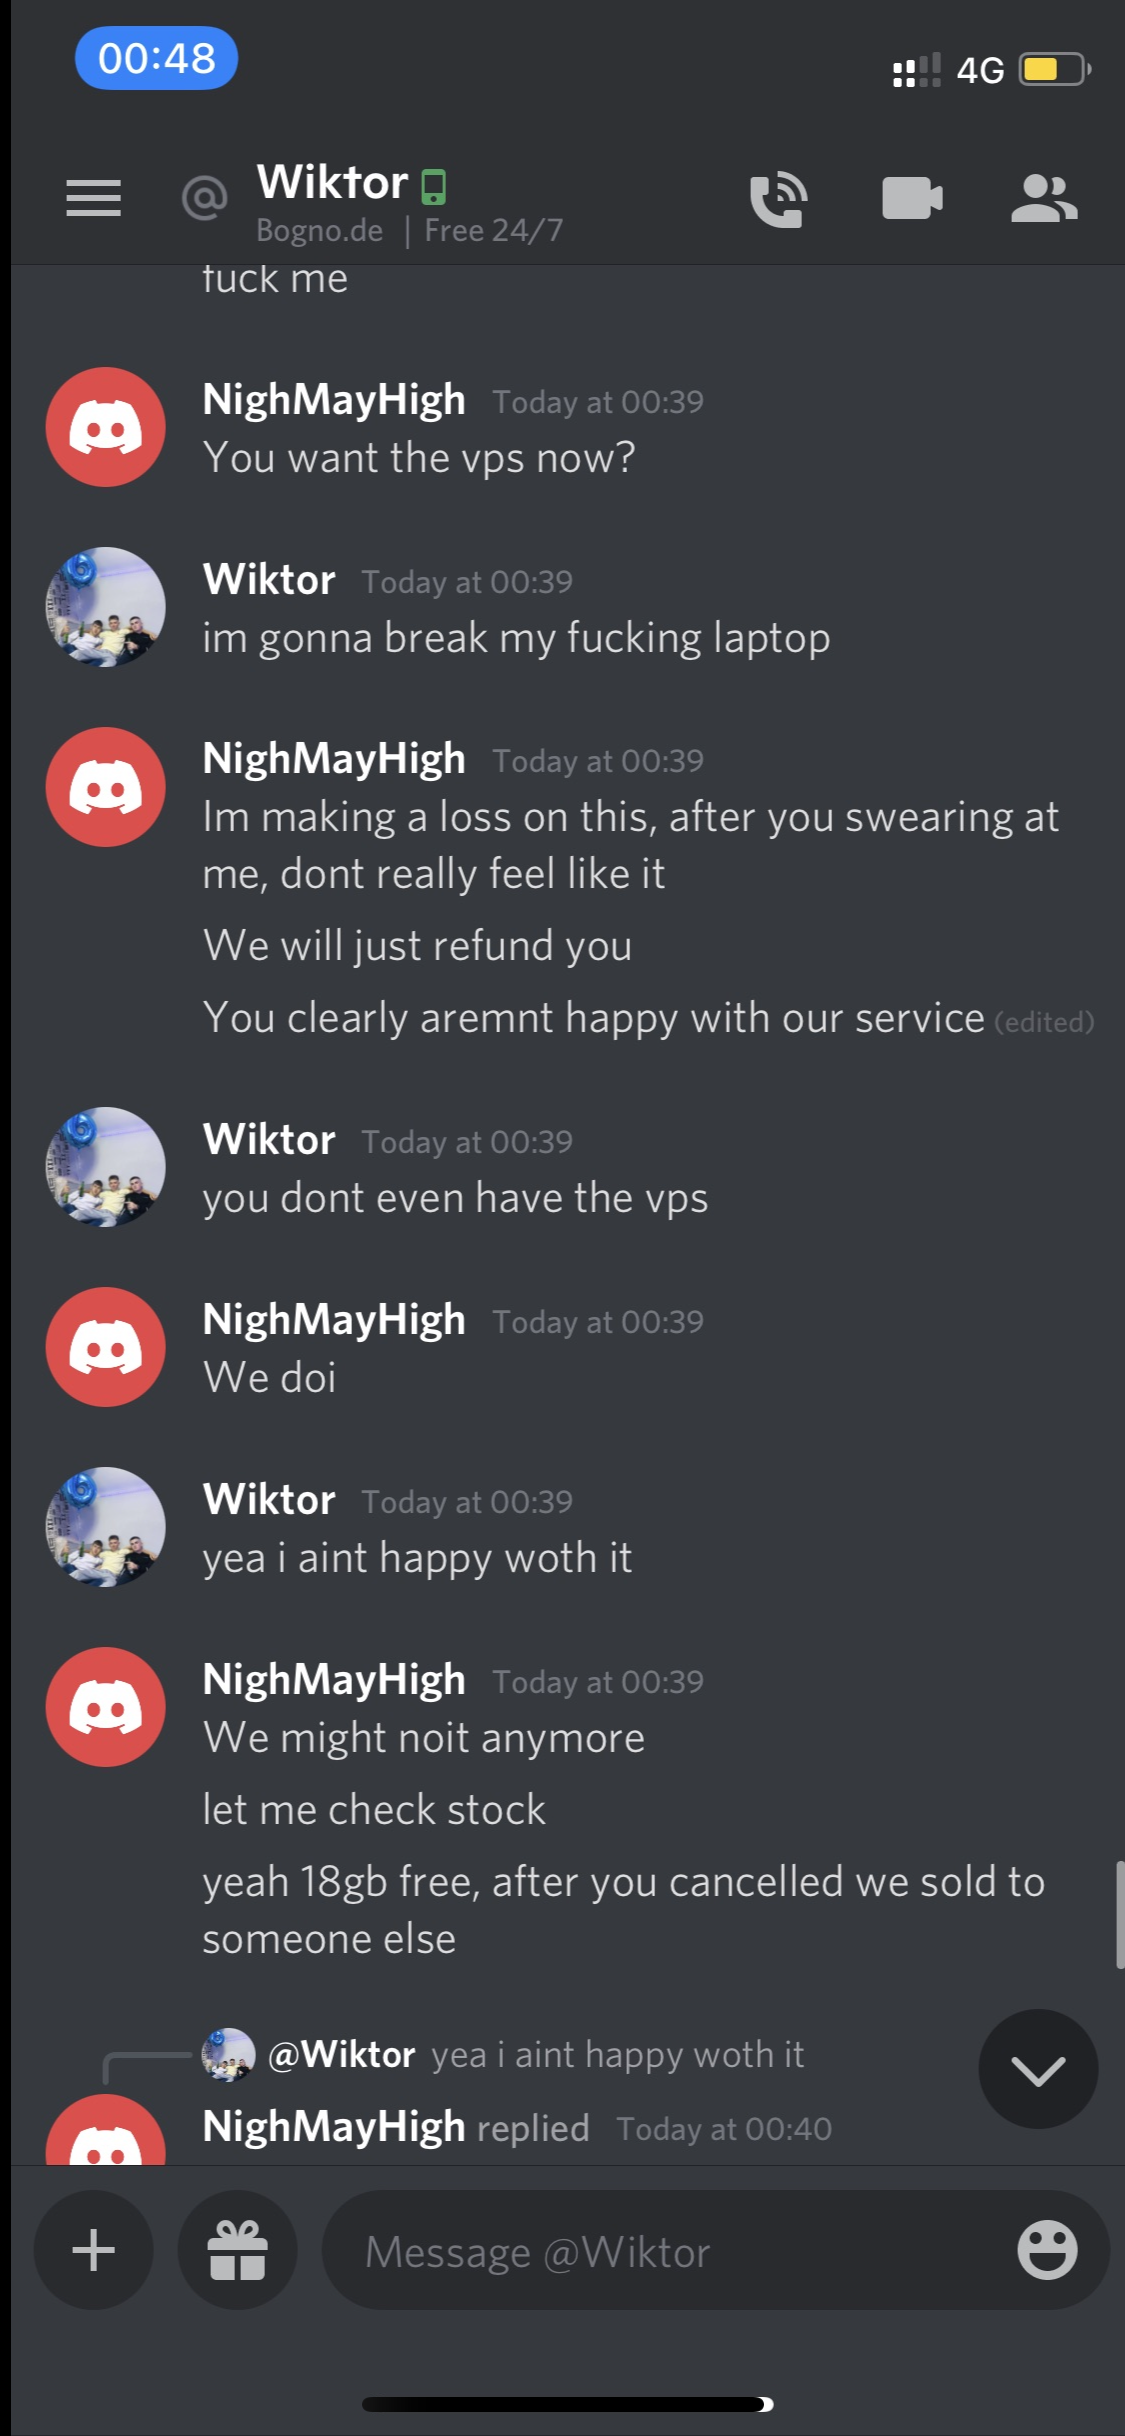 00:48
4G
Wiktor
Bogno.de | Free 24/7
fuck me
NighMayHigh Today at 00:39
You want the vps now?
Wiktor Today at 00:39
im gonna break my fucking laptop
NighMayHigh Today at 00:39
Im making a loss on this, after you swearing at
me, dont really feel like it
We will just refund you
You clearly aremnt happy with our service (edited)
Wiktor Today at 00:39
you dont even have the vps
NighMayHigh Today at 00:39
We doi
Wiktor Today at 00:39
yea i aint happy woth it
NighMayHigh Today at 00:39
We might noit anymore
let me check stock
yeah 18gb free, after you cancelled we sold to
someone else
@Wiktor yea i aint happy woth it
NighMayHigh replied Today at 00:40
Message @Wiktor